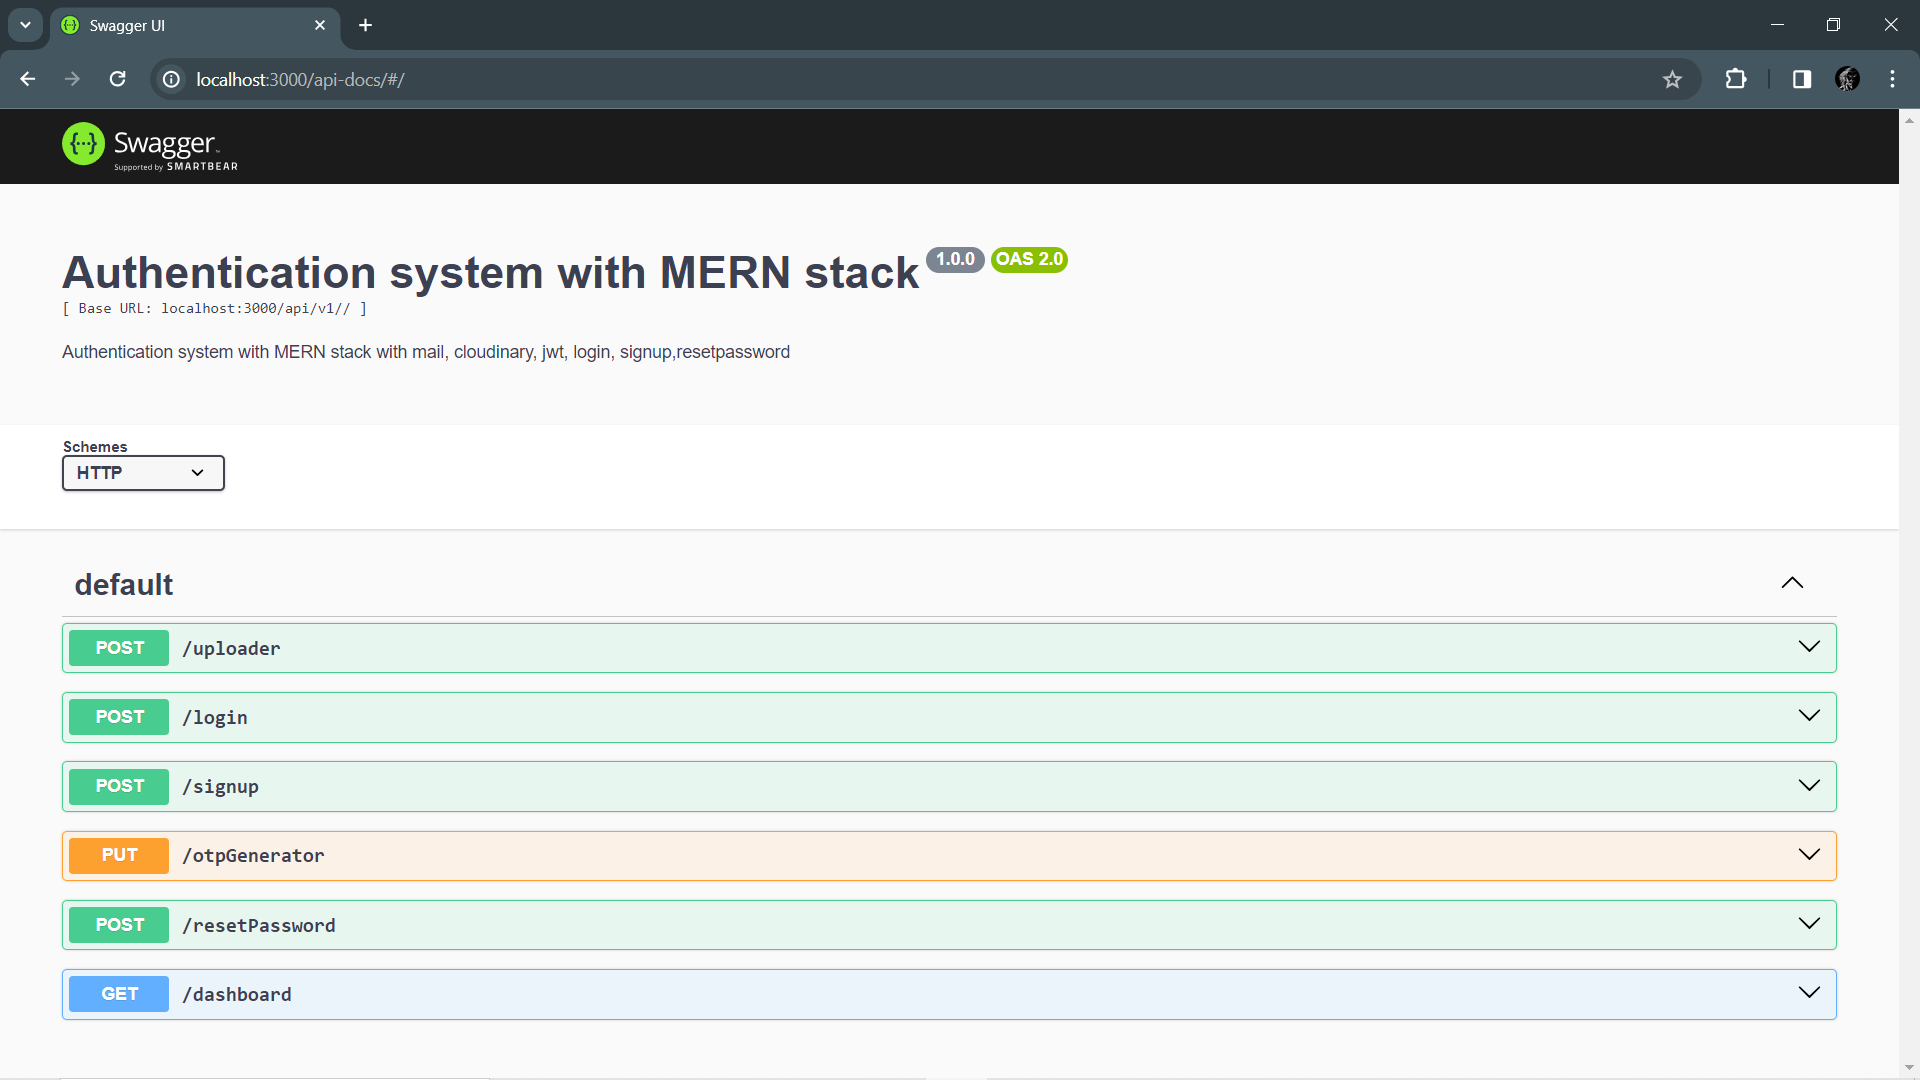 Swagger UI
localhost:3000/api-docs/#/
{···} Swagger™
Supported by SMARTBEAR
Authentication system with MERN stack 1.0.0 OAS 2.0
[ Base URL: localhost:3000/api/v1// ]
Authentication system with MERN stack with mail, cloudinary, jwt, login, signup,resetpassword
Schemes
HTTP
default
POST /uploader
POST /login
POST /signup
PUT /otpGenerator
POST /resetPassword
GET /dashboard